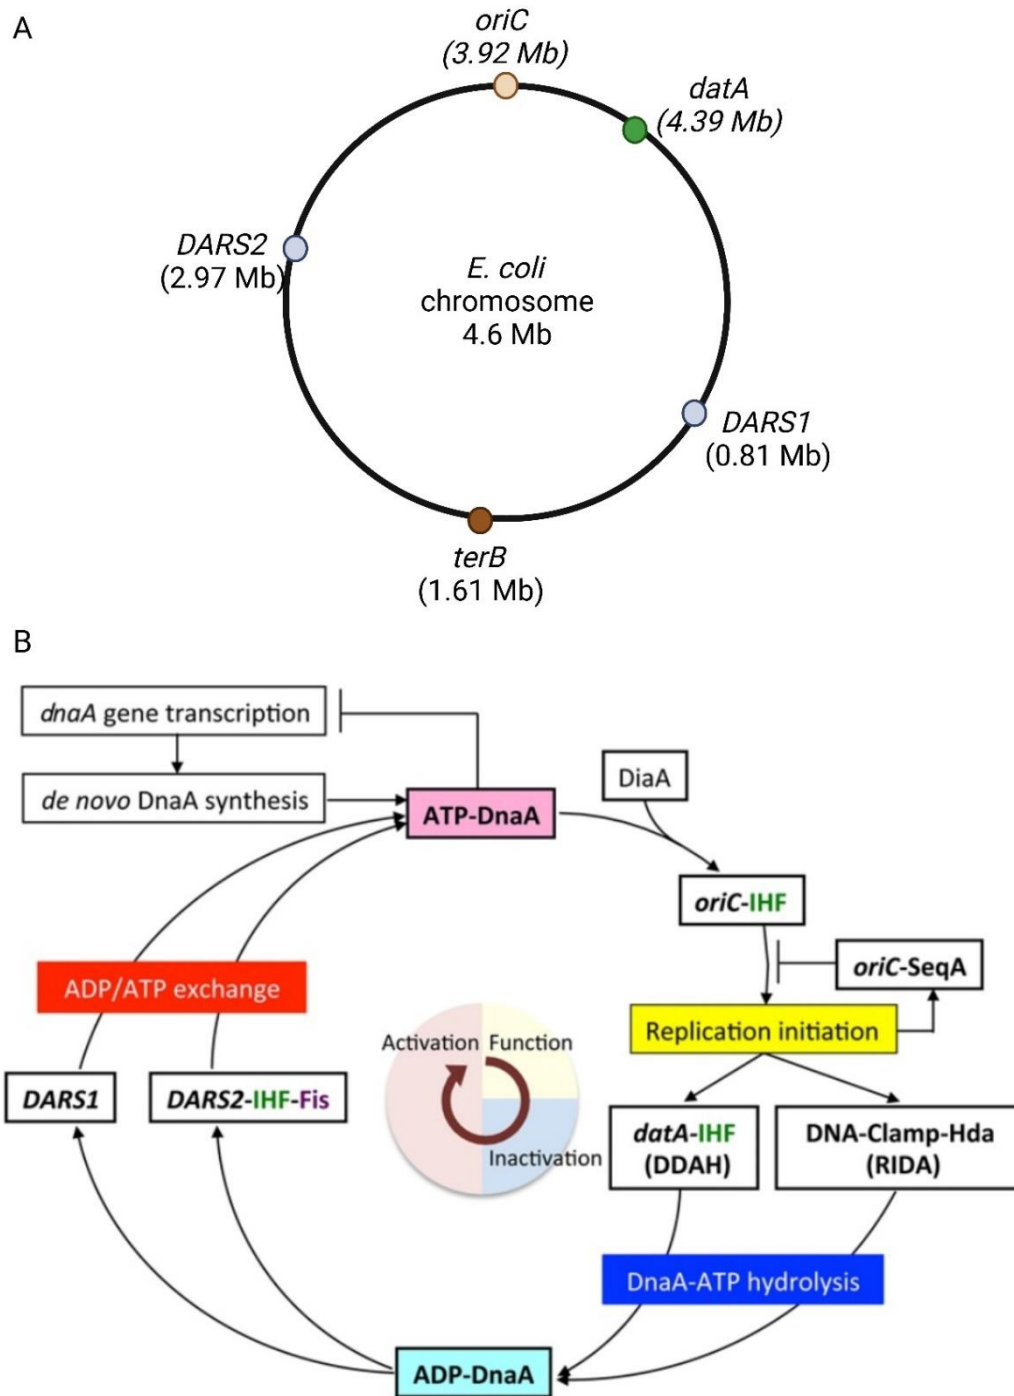 A
oriC
(3.92 Mb)
datA
(4.39 Mb)
DARS2
(2.97 Mb)
E. coli
chromosome
4.6 Mb
DARS1
(0.81 Mb)
terB
(1.61 Mb)
B
dnaA gene transcription
de novo DnaA synthesis
ATP-DnaA
DiaA
oriC-IHF
oriC-SeqA
ADP/ATP exchange
Replication initiation
Activation
Function
Inactivation
DARS1
DARS2-IHF-Fis
datA-IHF
(DDAH)
DNA-Clamp-Hda
(RIDA)
DnaA-ATP hydrolysis
ADP-DnaA